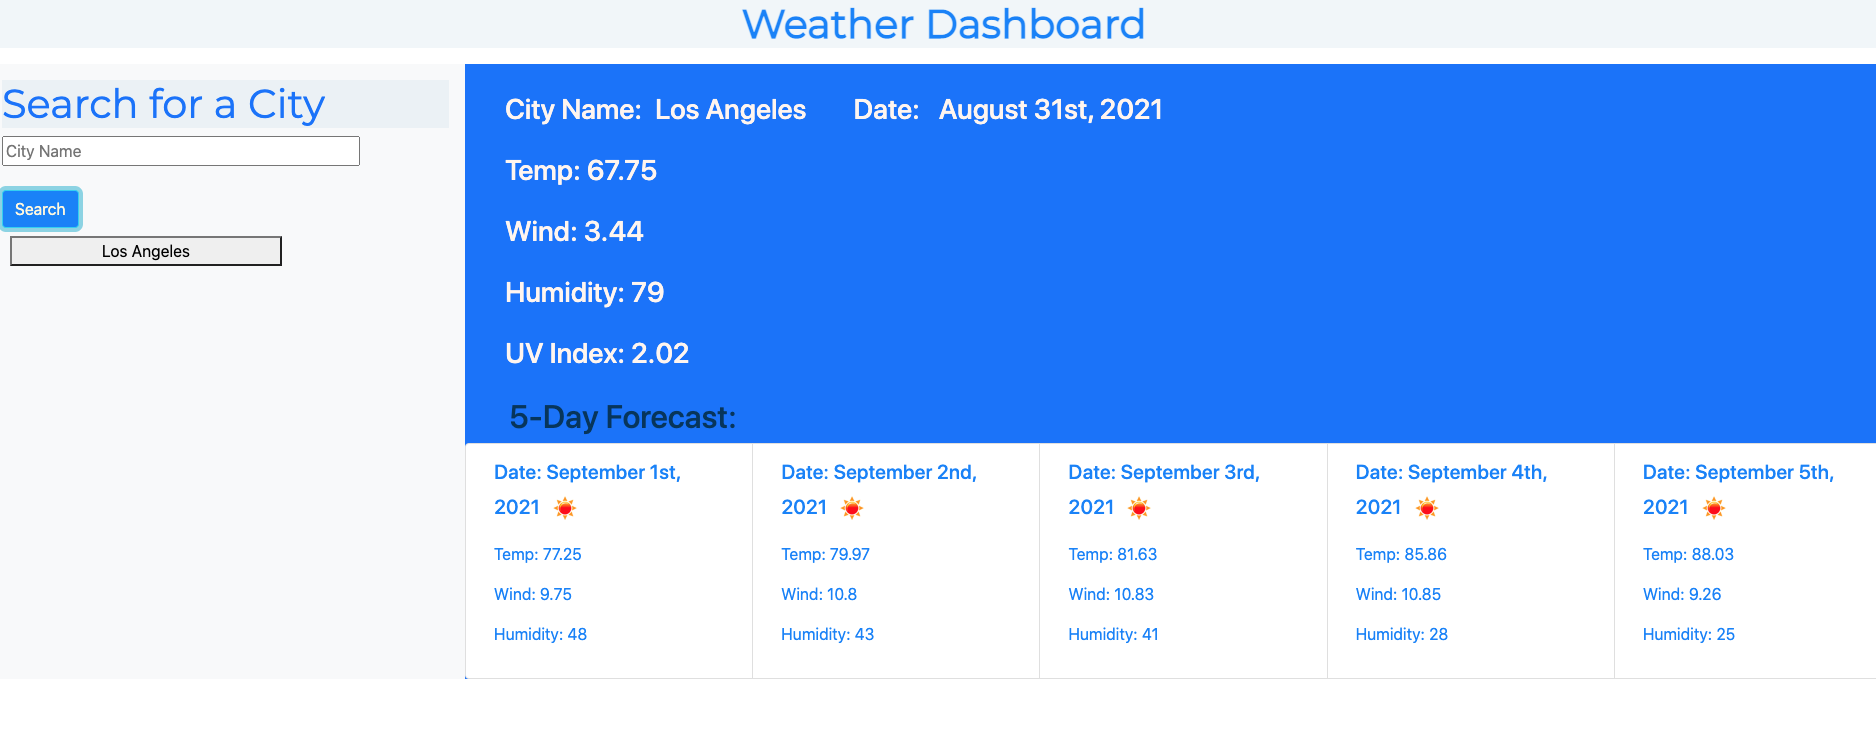 Weather Dashboard
Search for a City
City Name
Search
Los Angeles
City Name: Los Angeles Date: August 31st, 2021
Temp: 67.75
Wind: 3.44
Humidity: 79
UV Index: 2.02
5-Day Forecast:
Date: September 1st,
2021
Temp: 77.25
Wind: 9.75
Humidity: 48
Date: September 2nd,
2021
Temp: 79.97
Wind: 10.8
Humidity: 43
Date: September 3rd,
2021
Temp: 81.63
Wind: 10.83
Humidity: 41
Date: September 4th,
2021
Temp: 85.86
Wind: 10.85
Humidity: 28
Date: September 5th,
2021
Temp: 88.03
Wind: 9.26
Humidity: 25